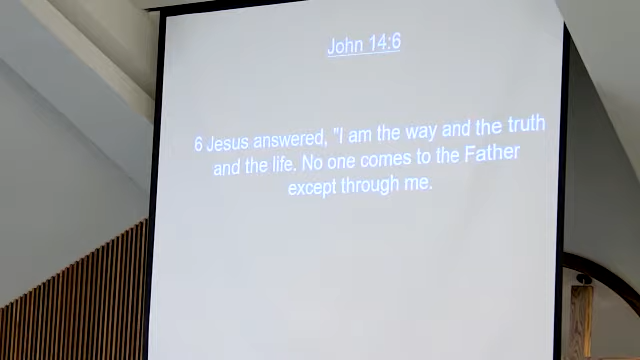 John 14:6
6 Jesus answered, "I am the way and the truth
and the life. No one comes to the Father
except through me.